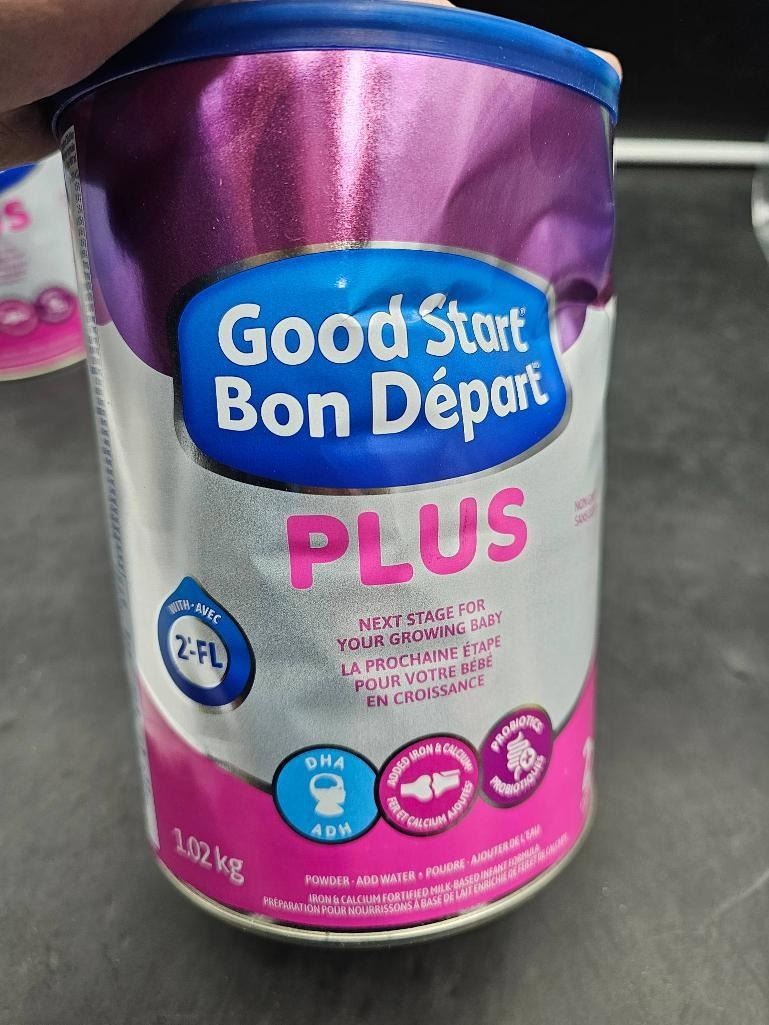 Good Start
Bon Départ
PLUS
WITH • AVEC
2'-FL
NEXT STAGE FOR
YOUR GROWING BABY
LA PROCHAINE ÉTAPE
POUR VOTRE BÉBÉ
EN CROISSANCE
DHA
ADH
ADDED IRON & CALCIUM
FER ET CALCIUM AJOUTÉS
PROBIOTICS
PROBIOTIQUES
1.02 kg
POWDER - ADD WATER • POUDRE - AJOUTER DE L'EAU
IRON & CALCIUM FORTIFIED MILK-BASED INFANT FORMULA
PRÉPARATION POUR NOURRISSONS À BASE DE LAIT ENRICHIE DE FER ET DE CALCIUM